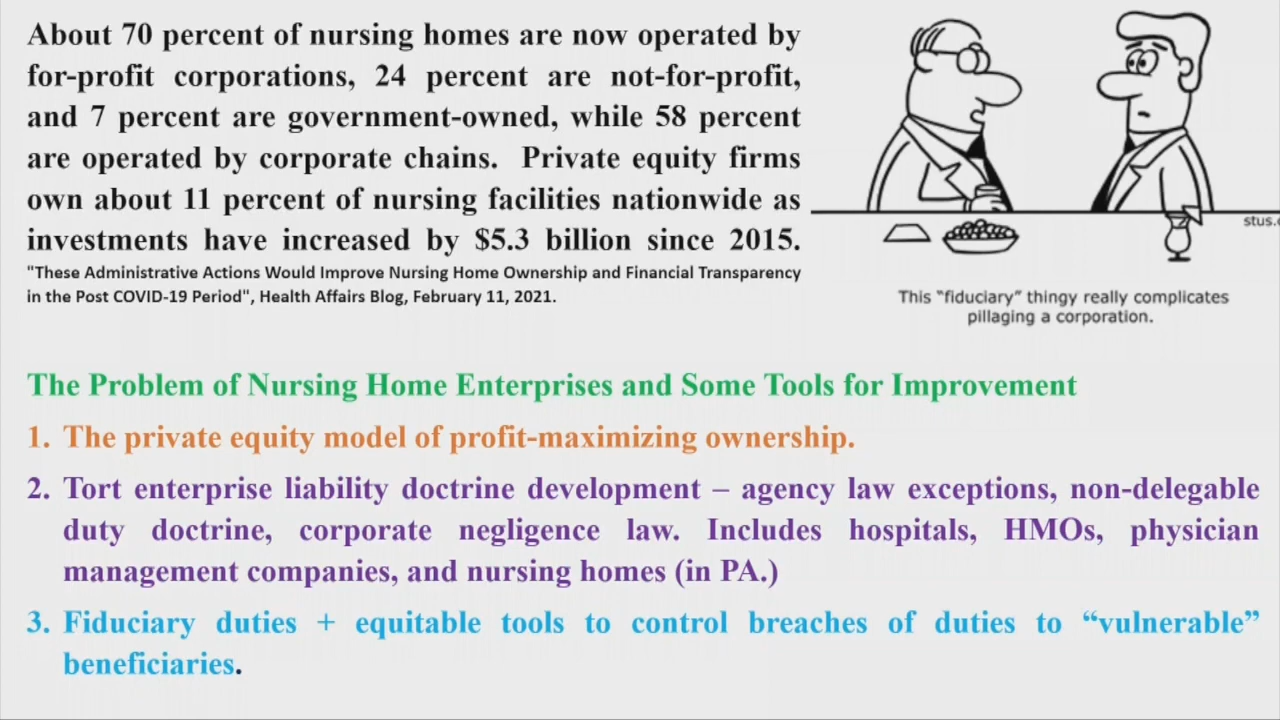 About 70 percent of nursing homes are now operated by
for-profit corporations, 24 percent are not-for-profit,
and 7 percent are government-owned, while 58 percent
are operated by corporate chains. Private equity firms
own about 11 percent of nursing facilities nationwide as
investments have increased by $5.3 billion since 2015.
"These Administrative Actions Would Improve Nursing Home Ownership and Financial Transparency
in the Post COVID-19 Period", Health Affairs Blog, February 11, 2021.
stus.c
This "fiduciary" thingy really complicates
pillaging a corporation.
The Problem of Nursing Home Enterprises and Some Tools for Improvement
1. The private equity model of profit-maximizing ownership.
2. Tort enterprise liability doctrine development – agency law exceptions, non-delegable
duty doctrine, corporate negligence law. Includes hospitals, HMOs, physician
management companies, and nursing homes (in PA.)
3. Fiduciary duties + equitable tools to control breaches of duties to “vulnerable”
beneficiaries.